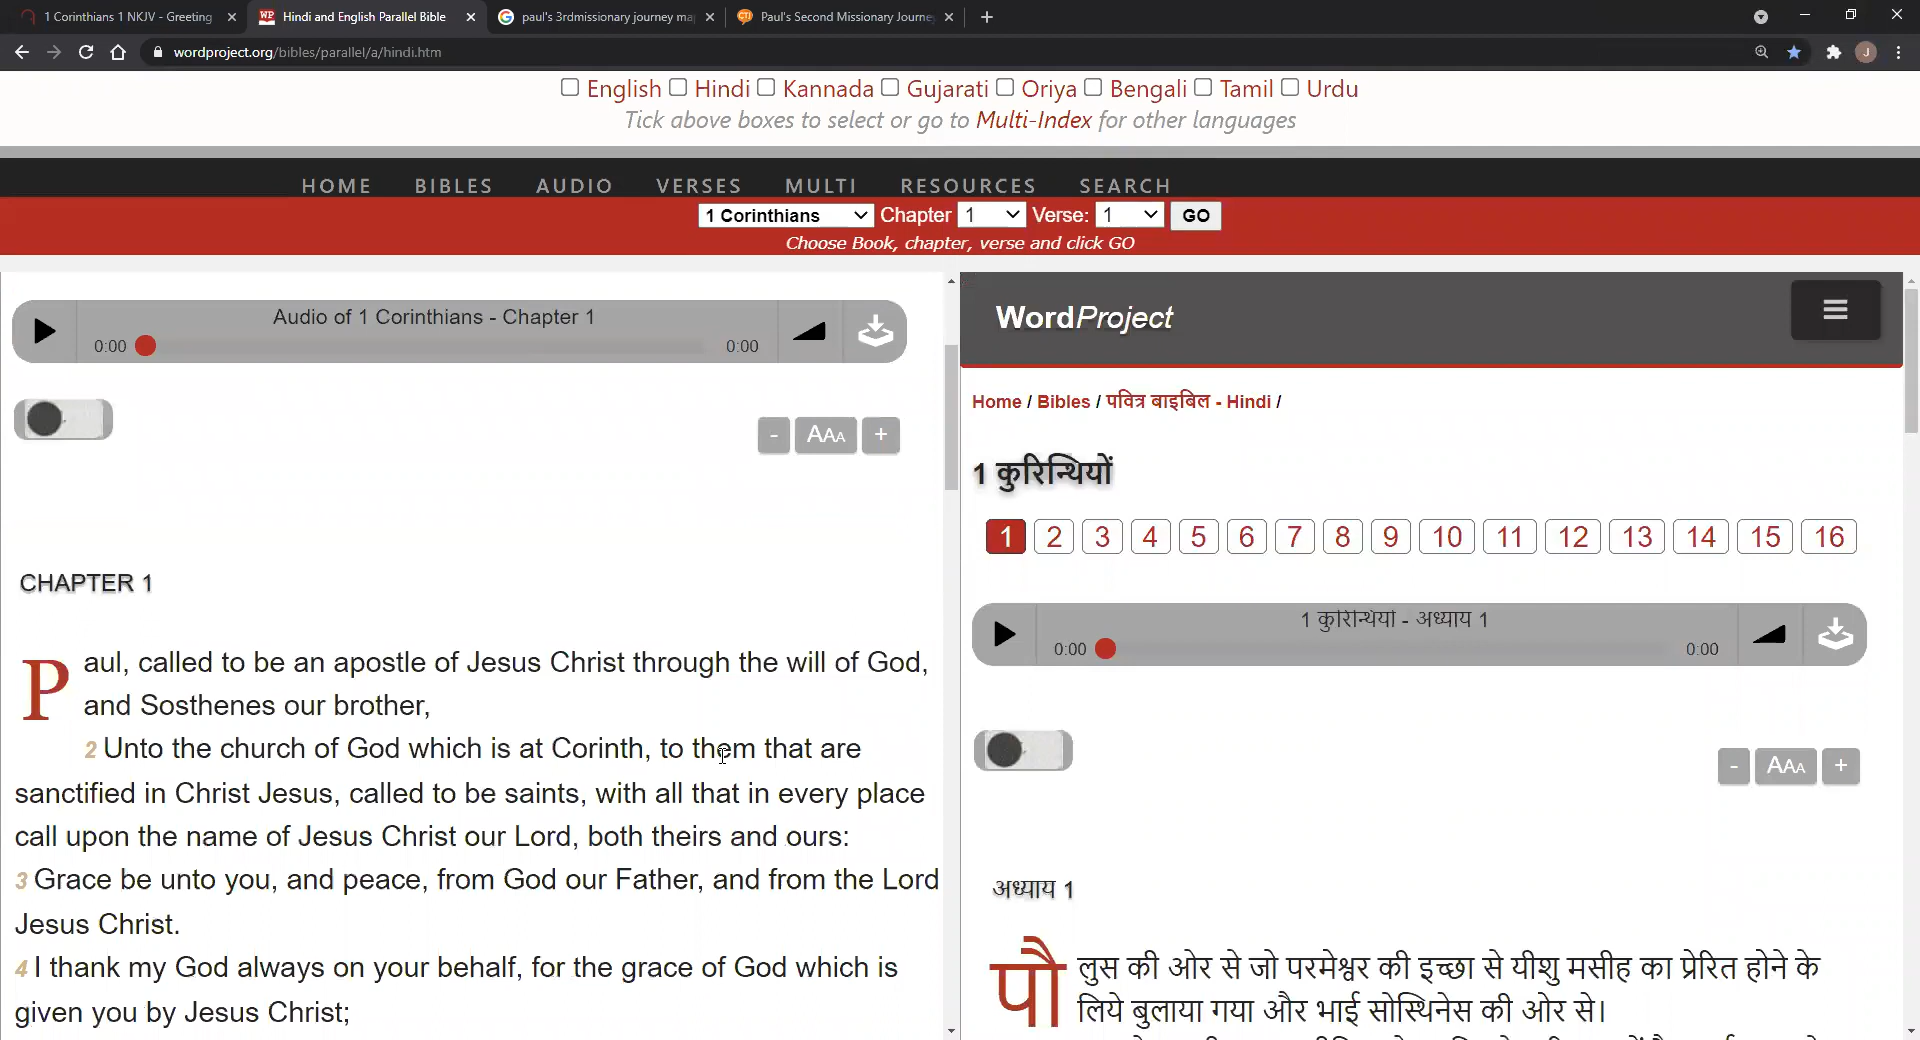 1 Corinthians 1 NKJV - Greeting
Hindi and English Parallel Bible
paul's 3rdmissionary journey ma
Paul's Second Missionary Journe
wordproject.org/bibles/parallel/a/hindi.htm
J
English Hindi Kannada Gujarati Oriya Bengali Tamil Urdu
Tick above boxes to select or go to Multi-Index for other languages
HOME BIBLES AUDIO VERSES MULTI RESOURCES SEARCH
1 Corinthians Chapter 1 Verse: 1 GO
Choose Book, chapter, verse and click GO
Audio of 1 Corinthians - Chapter 1
0:00 0:00
- AAA +
CHAPTER 1
Paul, called to be an apostle of Jesus Christ through the will of God,
and Sosthenes our brother,
2 Unto the church of God which is at Corinth, to them that are
sanctified in Christ Jesus, called to be saints, with all that in every place
call upon the name of Jesus Christ our Lord, both theirs and ours:
3 Grace be unto you, and peace, from God our Father, and from the Lord
Jesus Christ.
4 I thank my God always on your behalf, for the grace of God which is
given you by Jesus Christ;
WordProject
Home / Bibles / पवित्र बाइबिल - Hindi /
1 कुरिन्थियों
1 2 3 4 5 6 7 8 9 10 11 12 13 14 15 16
1 कुरिन्थियों - अध्याय 1
0:00 0:00
- AAA +
अध्याय 1
पौलुस की ओर से जो परमेश्वर की इच्छा से यीशु मसीह का प्रेरित होने के
लिये बुलाया गया और भाई सोस्थिनेस की ओर से।